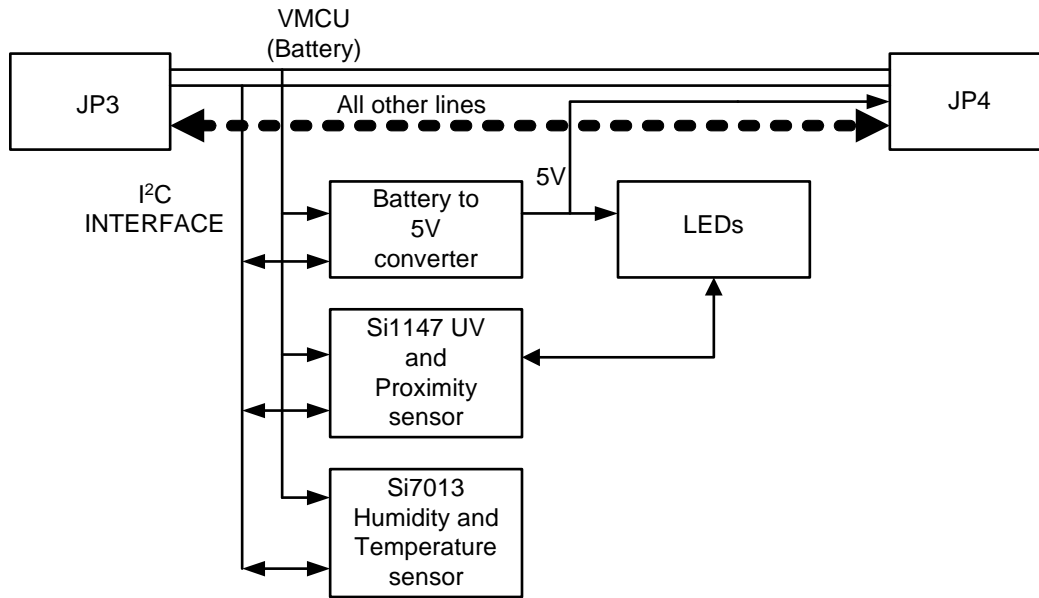 VMCU
(Battery)
JP3
JP4
All other lines
I²C
INTERFACE
5V
Battery to
5V
converter
LEDs
Si1147 UV
and
Proximity
sensor
Si7013
Humidity and
Temperature
sensor